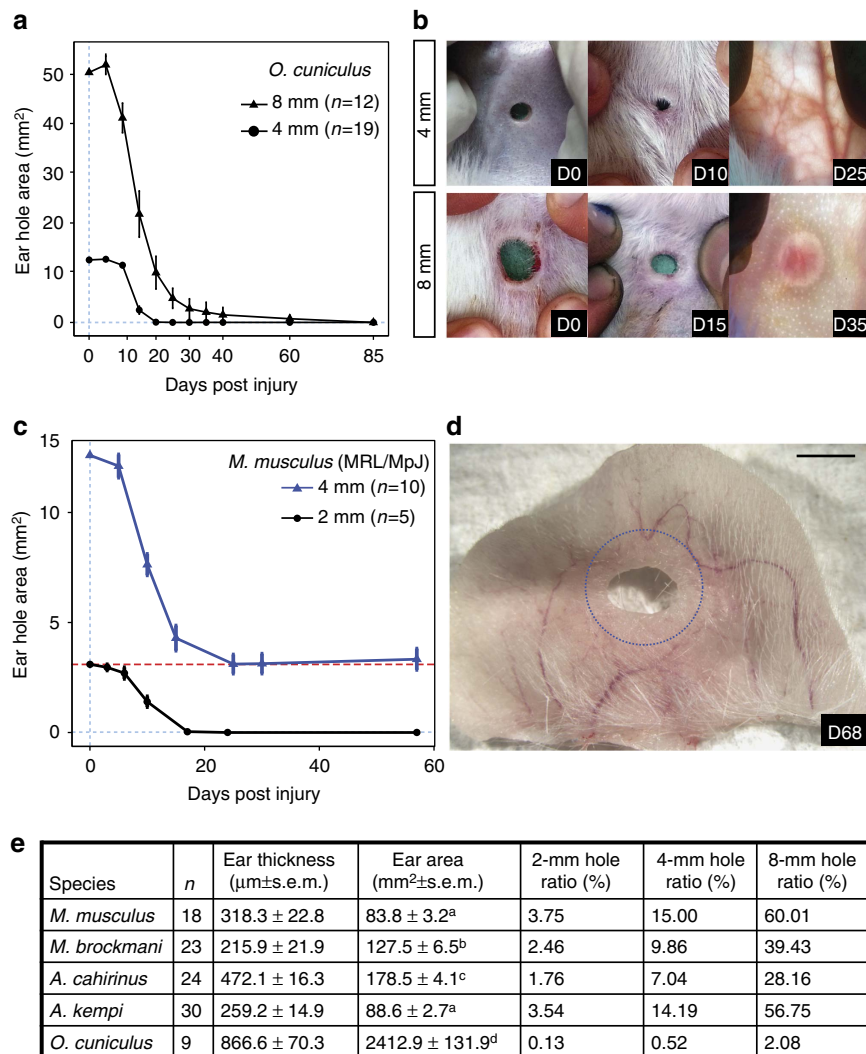 a
O. cuniculus
8 mm (n=12)
4 mm (n=19)
Ear hole area (mm²)
50
40
30
20
10
0
0 10 20 30 40 60 85
Days post injury
b
4 mm
D0
D10
D25
8 mm
D0
D15
D35
c
M. musculus (MRL/MpJ)
4 mm (n=10)
2 mm (n=5)
Ear hole area (mm²)
15
10
5
0
0 20 40 60
Days post injury
d
D68
e
Species n Ear thickness (μm±s.e.m.) Ear area (mm²±s.e.m.) 2-mm hole ratio (%) 4-mm hole ratio (%) 8-mm hole ratio (%)
M. musculus 18 318.3 ± 22.8 83.8 ± 3.2ᵃ 3.75 15.00 60.01
M. brockmani 23 215.9 ± 21.9 127.5 ± 6.5ᵇ 2.46 9.86 39.43
A. cahirinus 24 472.1 ± 16.3 178.5 ± 4.1ᶜ 1.76 7.04 28.16
A. kempi 30 259.2 ± 14.9 88.6 ± 2.7ᵃ 3.54 14.19 56.75
O. cuniculus 9 866.6 ± 70.3 2412.9 ± 131.9ᵈ 0.13 0.52 2.08